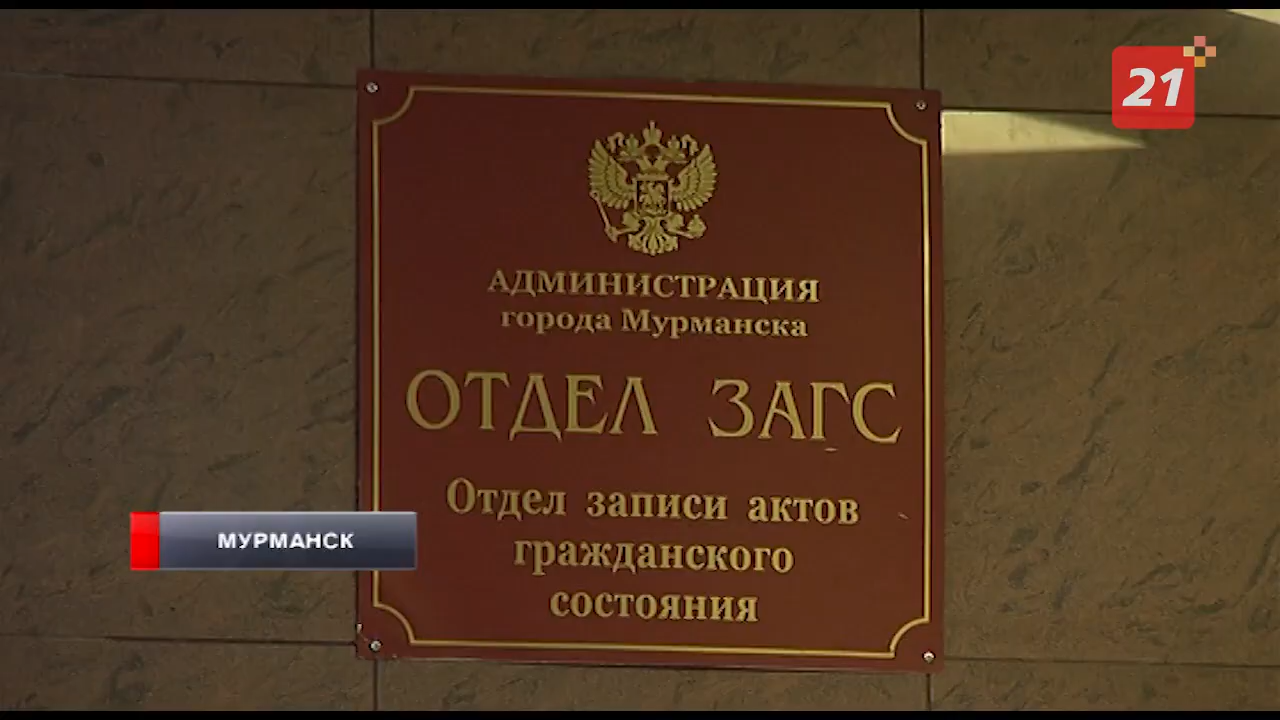 21
АДМИНИСТРАЦИЯ
города Мурманска
ОТДЕЛ ЗАГС
Отдел записи актов
гражданского
состояния
МУРМАНСК